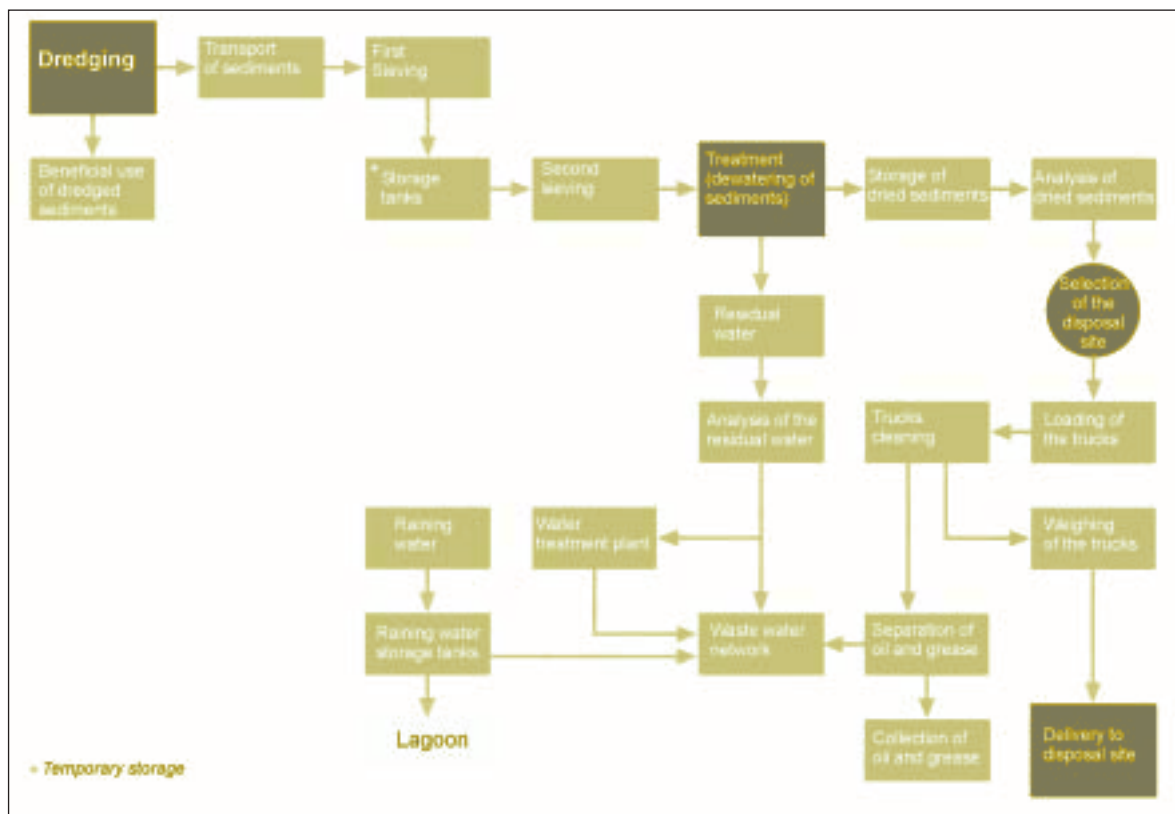 Dredging
Transport
of sediments
First
Sieving
Beneficial use
of dredged
sediments
* Storage
tanks
Second
sieving
Treatment
(dewatering of
sediments)
Storage of
dried sediments
Analysis of
dried sediments
Selection
of the
disposal
site
Residual
water
Analysis of the
residual water
Trucks
cleaning
Loading of
the trucks
Raining
water
Water
treatment plant
Weighing
of the trucks
Raining water
storage tanks
Waste water
network
Separation of
oil and grease
Lagoon
Collection of
oil and grease
Delivery to
disposal site
* Temporary storage